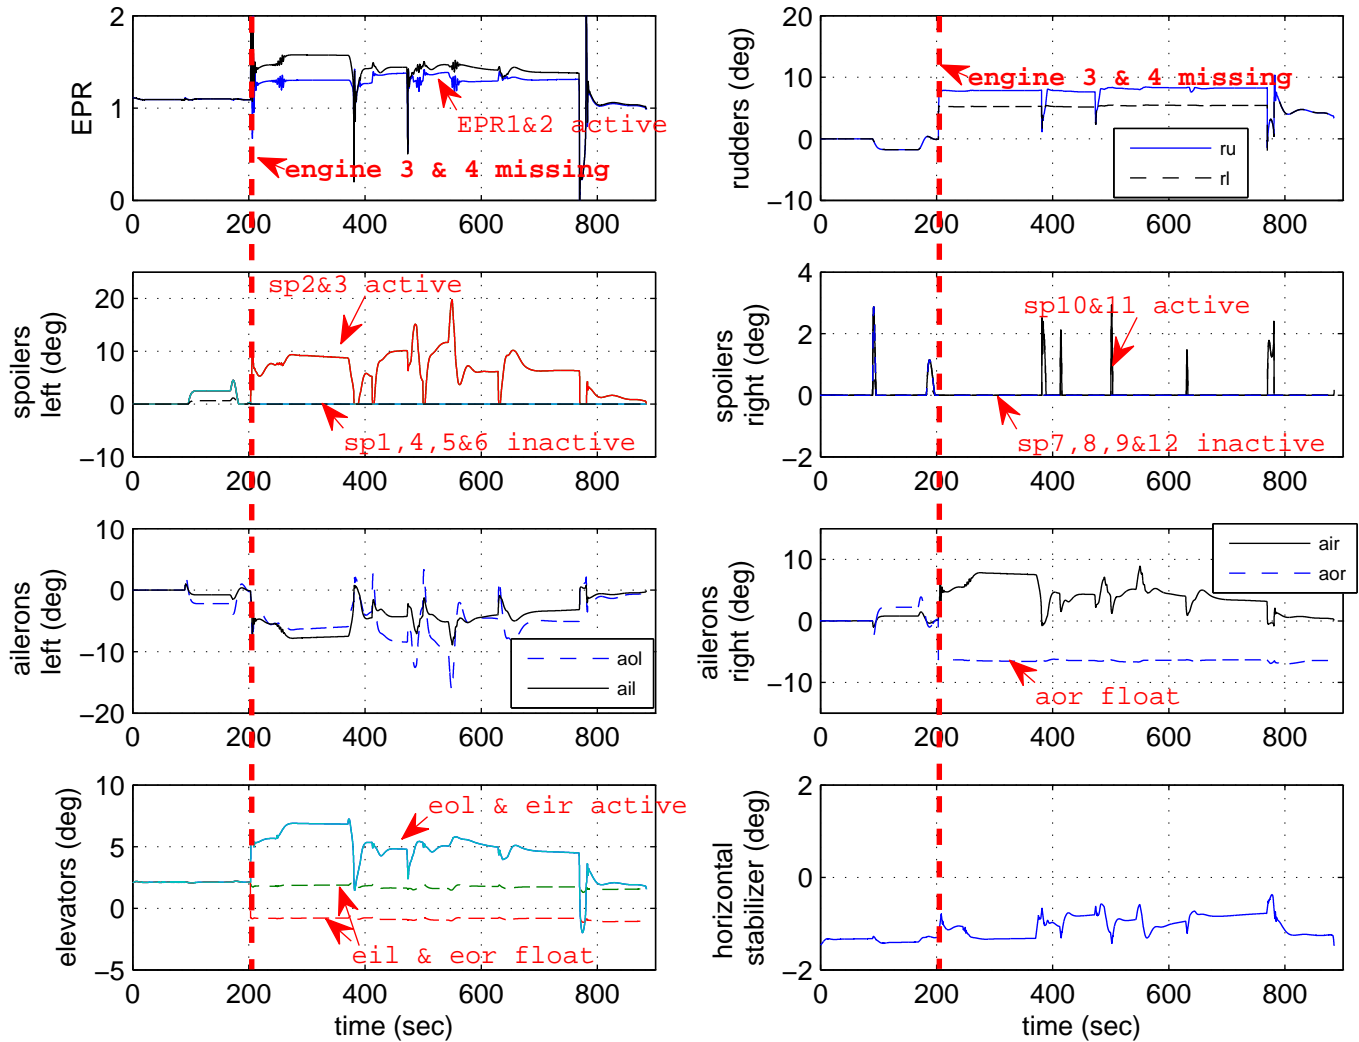 2
1
0
EPR
EPR1&2 active
engine 3 & 4 missing
0 200 400 600 800
20
10
0
−10
rudders (deg)
engine 3 & 4 missing
ru
rl
0 200 400 600 800
20
10
0
−10
spoilers
left (deg)
sp2&3 active
sp1,4,5&6 inactive
0 200 400 600 800
4
2
0
−2
spoilers
right (deg)
sp10&11 active
sp7,8,9&12 inactive
0 200 400 600 800
10
0
−10
−20
ailerons
left (deg)
aol
ail
0 200 400 600 800
10
0
−10
ailerons
right (deg)
air
aor
aor float
0 200 400 600 800
10
5
0
−5
elevators (deg)
eol & eir active
eil & eor float
0 200 400 600 800
time (sec)
2
0
−2
horizontal
stabilizer (deg)
0 200 400 600 800
time (sec)